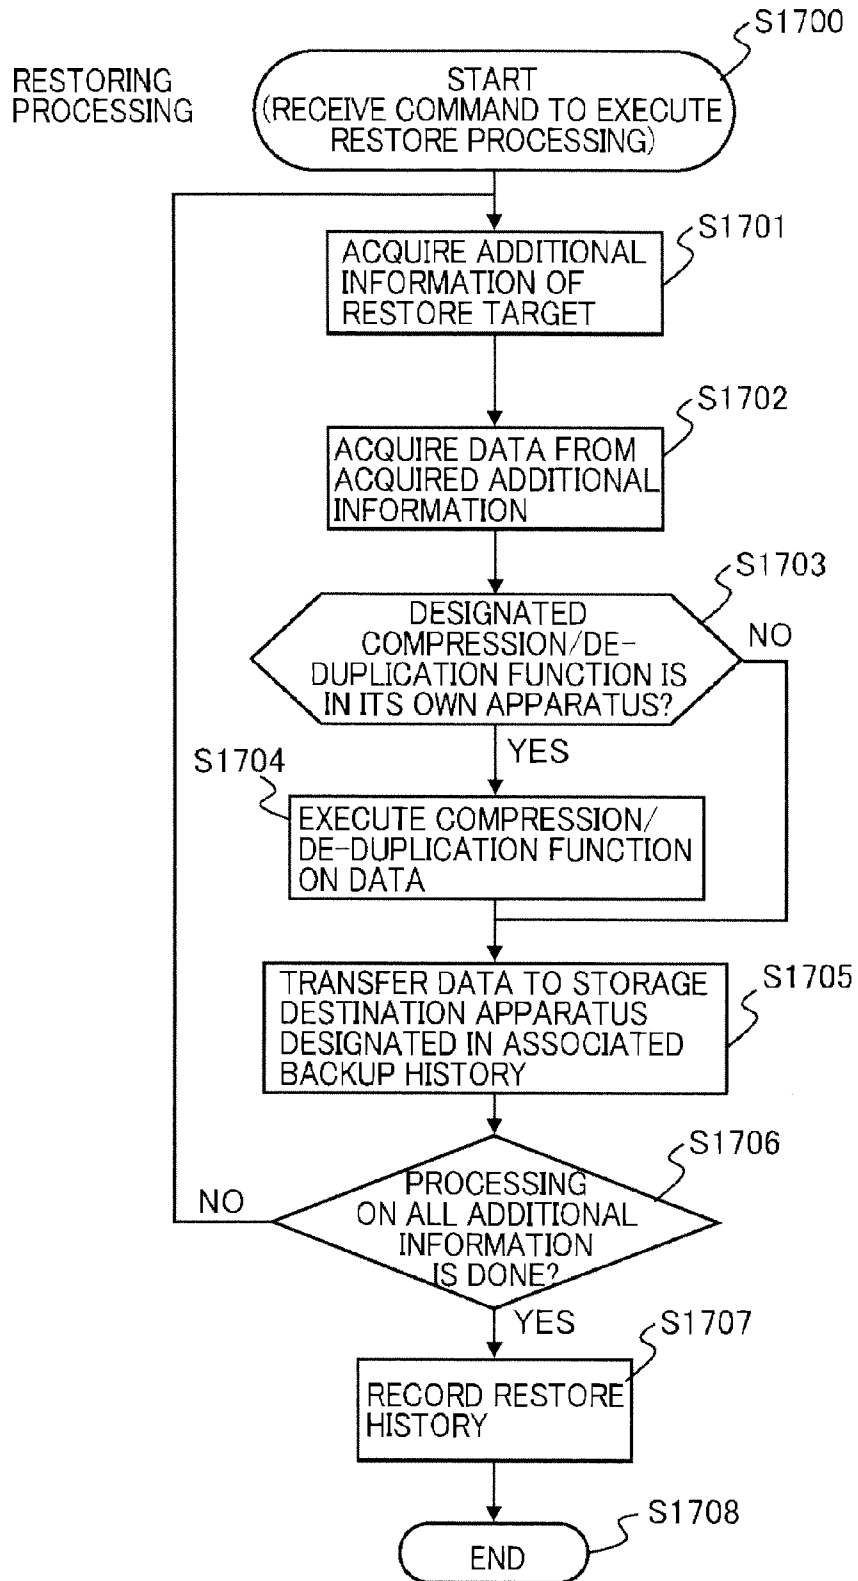 S1700
RESTORING
PROCESSING
START
(RECEIVE COMMAND TO EXECUTE
RESTORE PROCESSING)
S1701
ACQUIRE ADDITIONAL
INFORMATION OF
RESTORE TARGET
S1702
ACQUIRE DATA FROM
ACQUIRED ADDITIONAL
INFORMATION
S1703
DESIGNATED
COMPRESSION/DE-
DUPLICATION FUNCTION IS
IN ITS OWN APPARATUS?
NO
YES
S1704
EXECUTE COMPRESSION/
DE-DUPLICATION FUNCTION
ON DATA
S1705
TRANSFER DATA TO STORAGE
DESTINATION APPARATUS
DESIGNATED IN ASSOCIATED
BACKUP HISTORY
S1706
PROCESSING
ON ALL ADDITIONAL
INFORMATION
IS DONE?
NO
YES
S1707
RECORD RESTORE
HISTORY
S1708
END